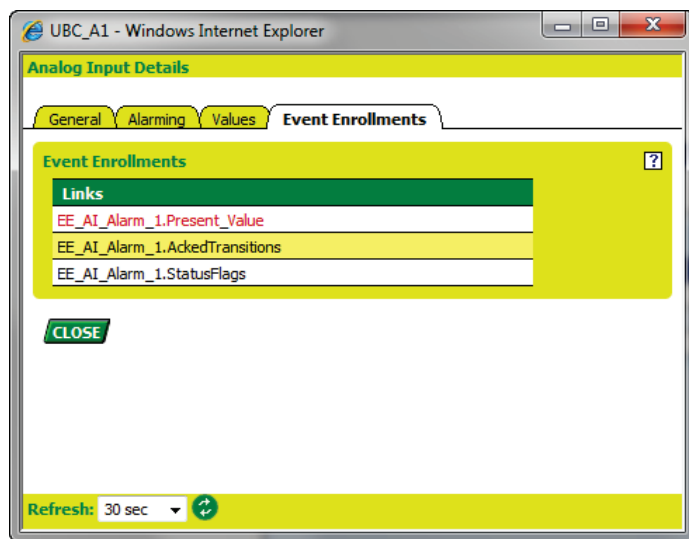 UBC_A1 - Windows Internet Explorer
Analog Input Details
General Alarming Values Event Enrollments
Event Enrollments ?
Links
EE_AI_Alarm_1.Present_Value
EE_AI_Alarm_1.AckedTransitions
EE_AI_Alarm_1.StatusFlags
CLOSE
Refresh: 30 sec